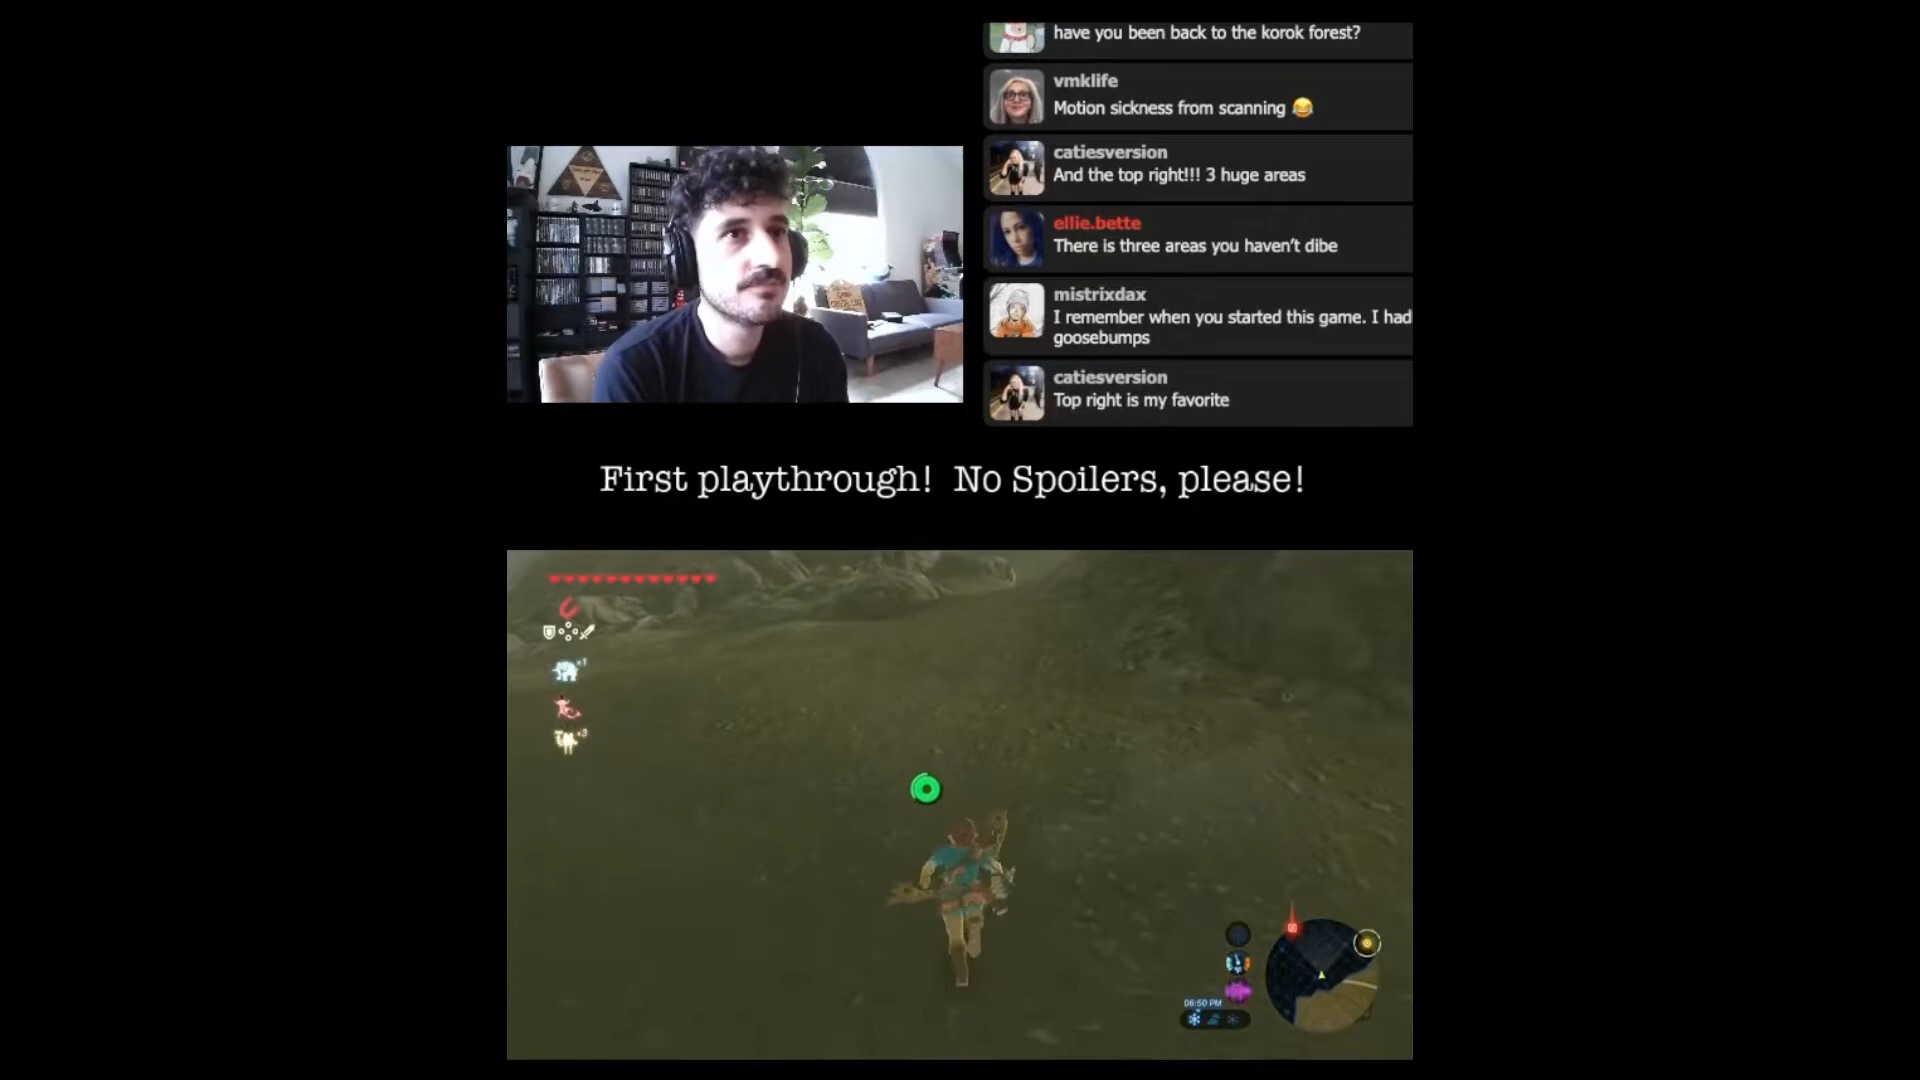 have you been back to the korok forest?
vmklife
Motion sickness from scanning 😂
catiesversion
And the top right!!! 3 huge areas
ellie.bette
There is three areas you haven't dibe
mistrixdax
I remember when you started this game. I had
goosebumps
catiesversion
Top right is my favorite
First playthrough! No Spoilers, please!
×1
×3
06:50 PM